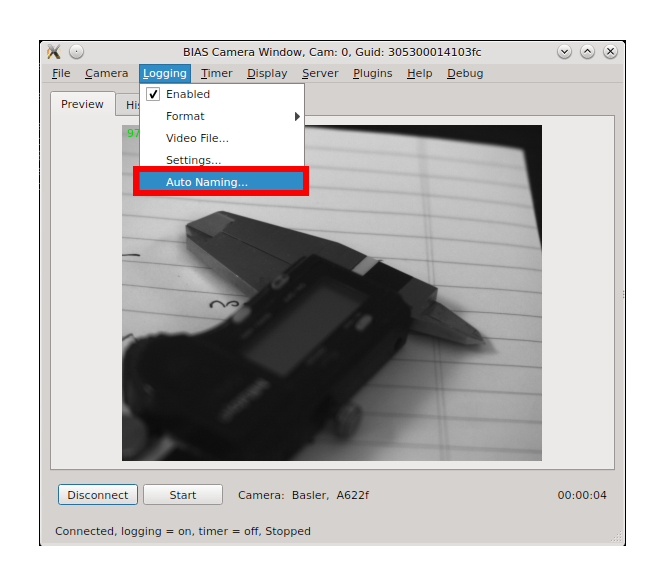 BIAS Camera Window, Cam: 0, Guid: 305300014103fc
File Camera Logging Timer Display Server Plugins Help Debug
Enabled
Format
Video File...
Settings...
Auto Naming...
Preview
97
Disconnect Start Camera: Basler, A622f 00:00:04
Connected, logging = on, timer = off, Stopped